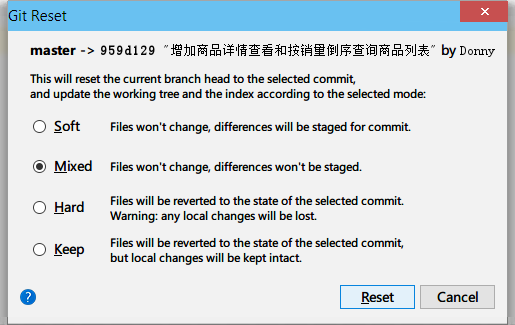 Git Reset
master -> 959d129 "增加商品详情查看和按销量倒序查询商品列表" by Donny
This will reset the current branch head to the selected commit,
and update the working tree and the index according to the selected mode:
Soft Files won't change, differences will be staged for commit.
Mixed Files won't change, differences won't be staged.
Hard Files will be reverted to the state of the selected commit.
Warning: any local changes will be lost.
Keep Files will be reverted to the state of the selected commit,
but local changes will be kept intact.
? Reset Cancel